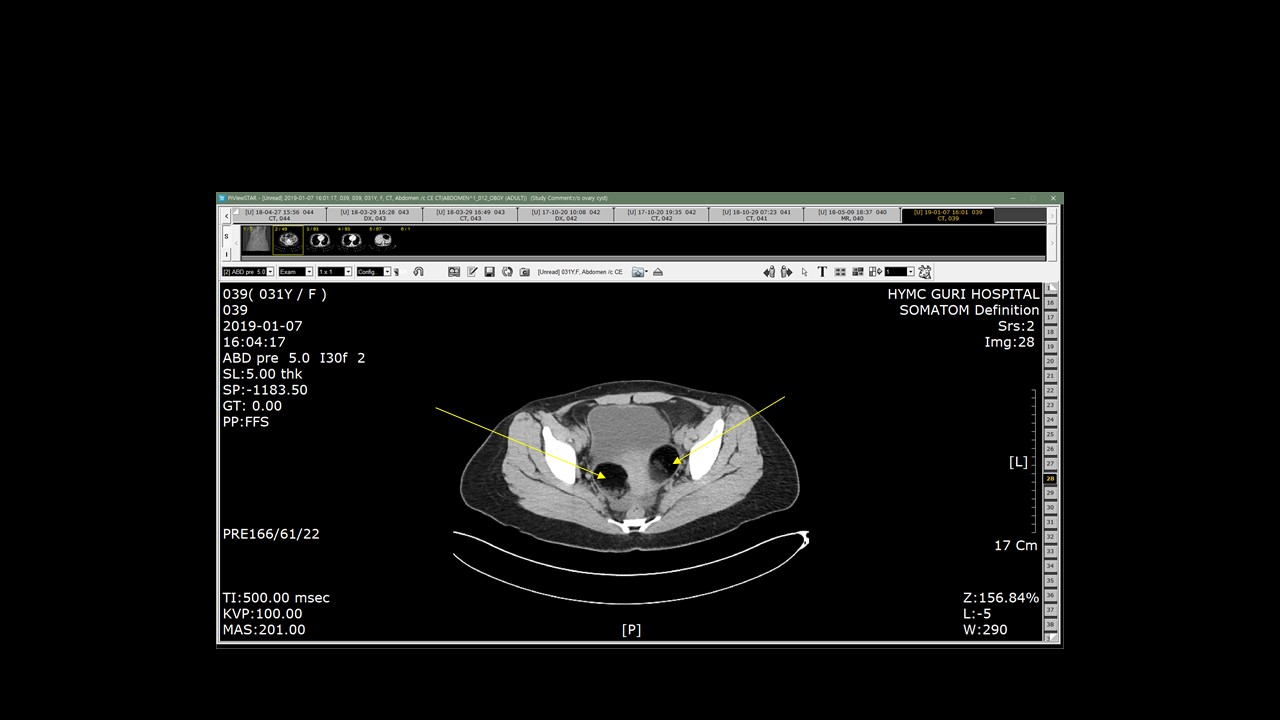 PiViewSTAR - [Unread] 2019-01-07 16:01:17, 039, 039, 031Y, F, CT, Abdomen /c CE CT(ABDOMEN^1_012_OBGY (ADULT)) (Study Comment:r/o ovary cyst)
[U] 18-04-27 15:56 044 CT, 044
[U] 18-03-29 16:28 043 DX, 043
[U] 18-03-29 16:49 043 CT, 043
[U] 17-10-20 10:08 042 DX, 042
[U] 17-10-20 19:35 042 CT, 042
[U] 18-10-29 07:23 041 CT, 041
[U] 18-05-09 18:37 040 MR, 040
[U] 19-01-07 16:01 039 CT, 039
S
I
[2] ABD pre 5.0
Exam
1 x 1
Config.
[Unread] 031Y,F, Abdomen /c CE
T
1
039( 031Y / F )
039
2019-01-07
16:04:17
ABD pre 5.0 I30f 2
SL:5.00 thk
SP:-1183.50
GT: 0.00
PP:FFS
HYMC GURI HOSPITAL
SOMATOM Definition
Srs:2
Img:28
16
17
18
19
20
21
22
23
24
25
26
27
28
29
30
31
32
33
34
35
36
37
38
[L]
PRE166/61/22
17 Cm
TI:500.00 msec
KVP:100.00
MAS:201.00
[P]
Z:156.84%
L:-5
W:290